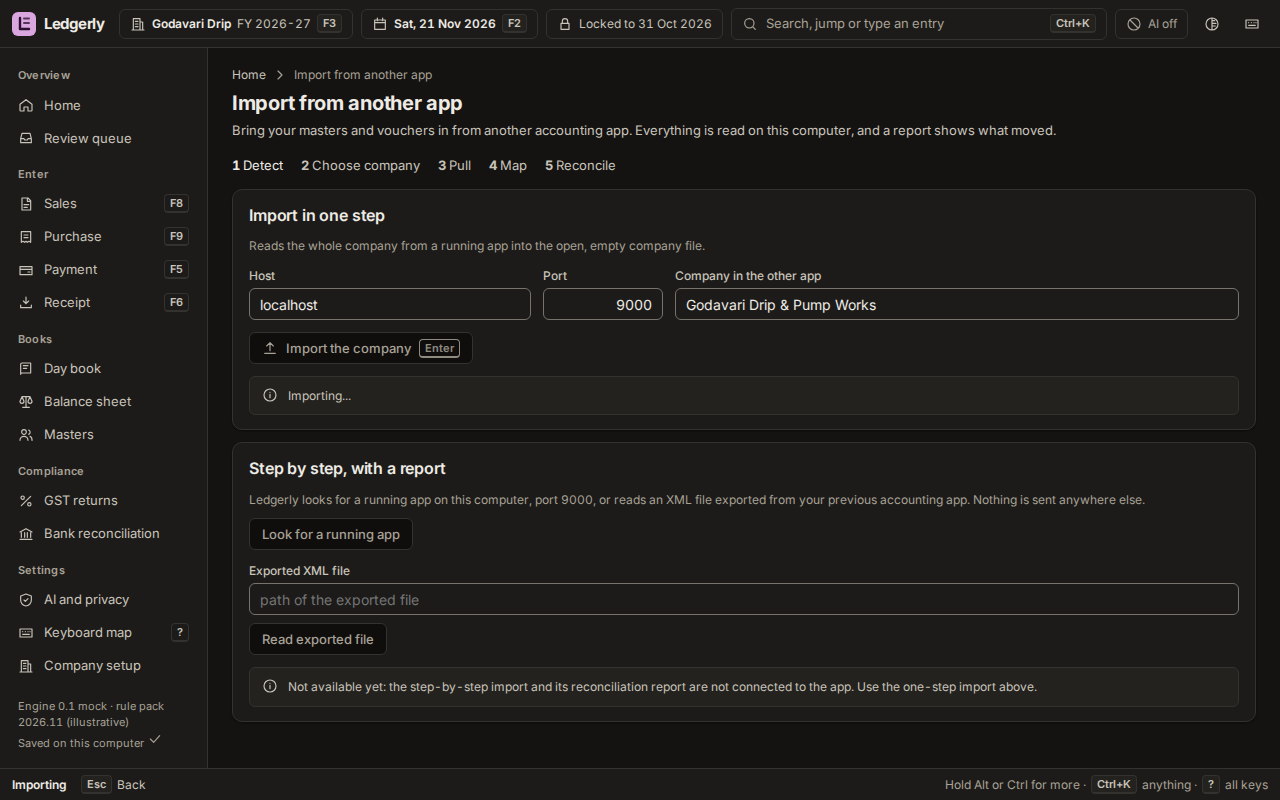 Ledgerly
Godavari Drip FY 2026-27 F3
Sat, 21 Nov 2026 F2
Locked to 31 Oct 2026
Search, jump or type an entry Ctrl+K
AI off
Overview
Home
Review queue
Enter
Sales F8
Purchase F9
Payment F5
Receipt F6
Books
Day book
Balance sheet
Masters
Compliance
GST returns
Bank reconciliation
Settings
AI and privacy
Keyboard map ?
Company setup
Engine 0.1 mock · rule pack
2026.11 (illustrative)
Saved on this computer
Home > Import from another app
Import from another app
Bring your masters and vouchers in from another accounting app. Everything is read on this computer, and a report shows what moved.
1 Detect 2 Choose company 3 Pull 4 Map 5 Reconcile
Import in one step
Reads the whole company from a running app into the open, empty company file.
Host Port Company in the other app
localhost 9000 Godavari Drip & Pump Works
Import the company Enter
Importing...
Step by step, with a report
Ledgerly looks for a running app on this computer, port 9000, or reads an XML file exported from your previous accounting app. Nothing is sent anywhere else.
Look for a running app
Exported XML file
path of the exported file
Read exported file
Not available yet: the step-by-step import and its reconciliation report are not connected to the app. Use the one-step import above.
Importing Esc Back
Hold Alt or Ctrl for more · Ctrl+K anything · ? all keys